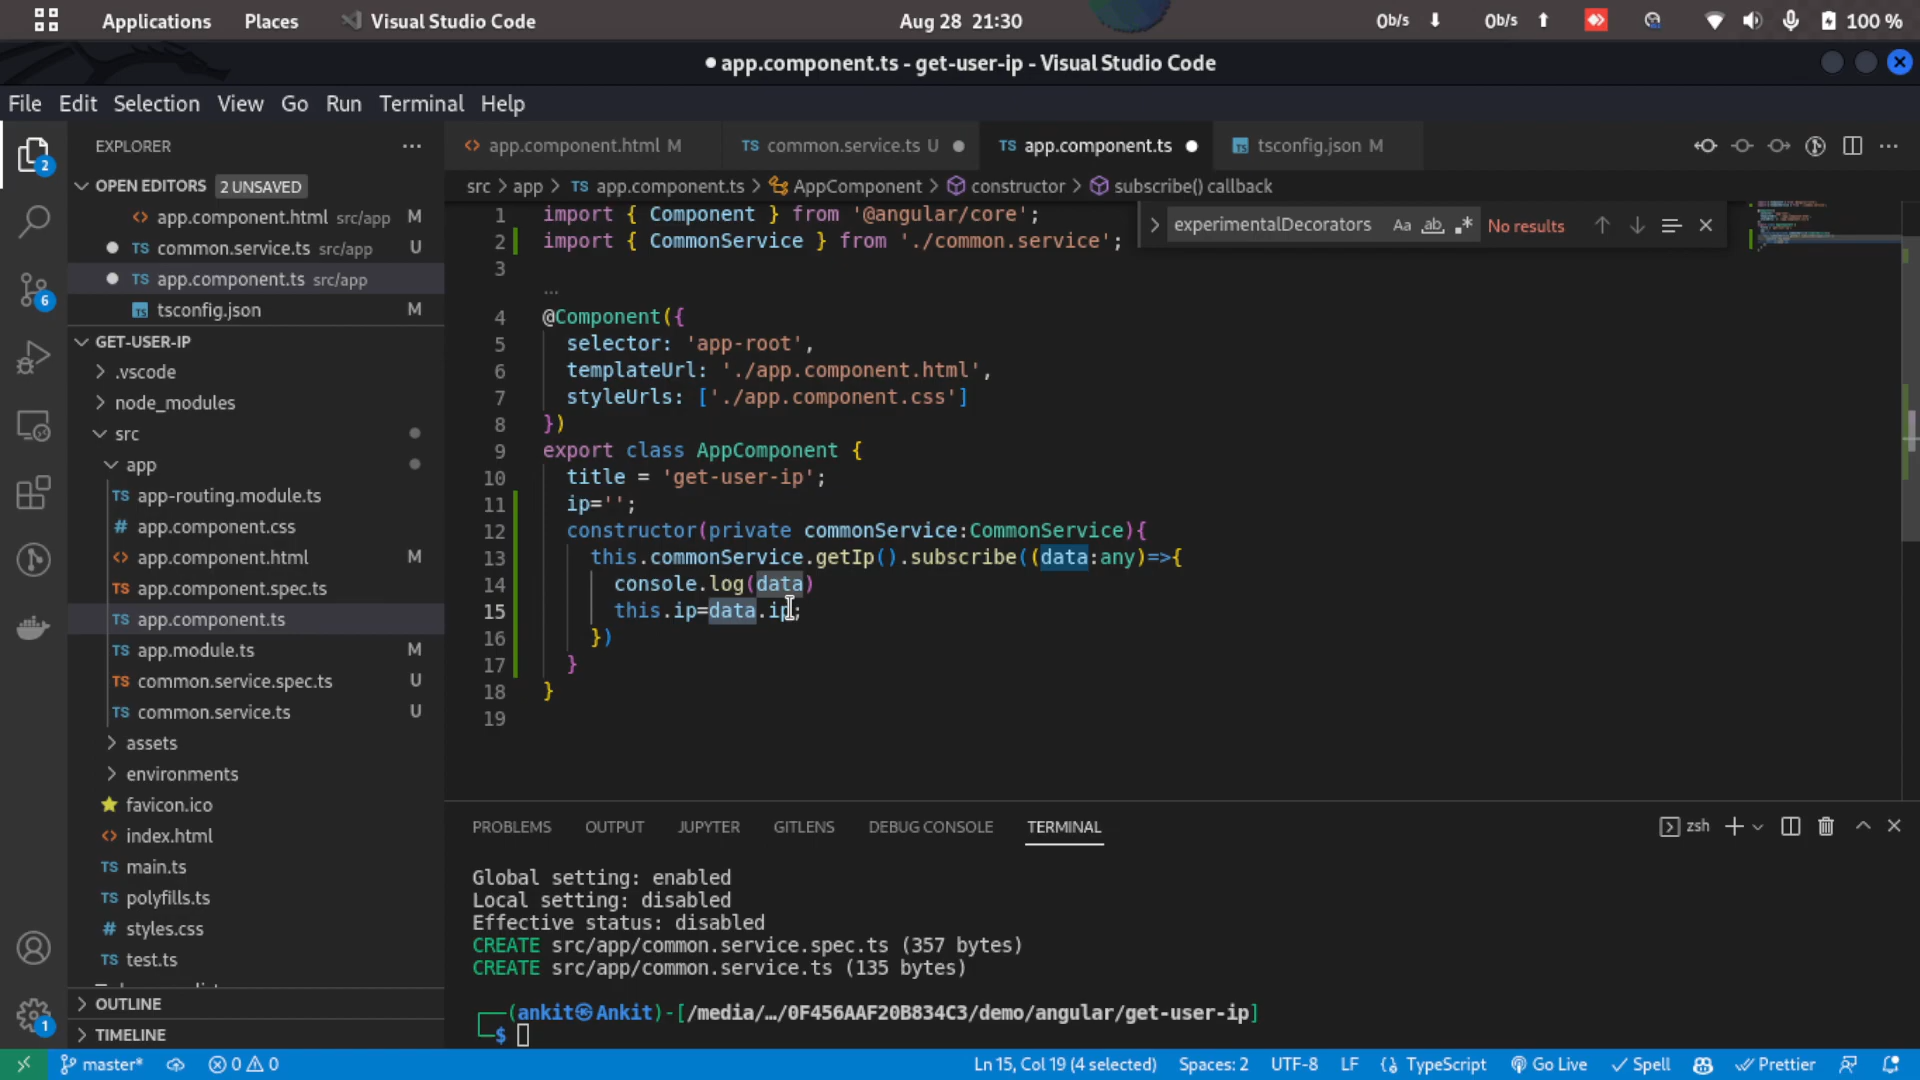 Applications Places Visual Studio Code Aug 28 21:30 0b/s 0b/s 100 %
app.component.ts - get-user-ip - Visual Studio Code
File Edit Selection View Go Run Terminal Help
2
EXPLORER
app.component.html M common.service.ts U app.component.ts tsconfig.json M
OPEN EDITORS 2 UNSAVED
app.component.html src/app M
common.service.ts src/app U
app.component.ts src/app
tsconfig.json M
6
GET-USER-IP
.vscode
node_modules
src
app
app-routing.module.ts
app.component.css
app.component.html M
app.component.spec.ts
app.component.ts
app.module.ts M
common.service.spec.ts U
common.service.ts U
assets
environments
favicon.ico
index.html
main.ts
polyfills.ts
styles.css
test.ts
OUTLINE
TIMELINE
1
src > app > TS app.component.ts > AppComponent > constructor > subscribe() callback
experimentalDecorators Aa ab .* No results
1 import { Component } from '@angular/core';
2 import { CommonService } from './common.service';
3
...
4 @Component({
5 selector: 'app-root',
6 templateUrl: './app.component.html',
7 styleUrls: ['./app.component.css']
8 })
9 export class AppComponent {
10 title = 'get-user-ip';
11 ip='';
12 constructor(private commonService:CommonService){
13 this.commonService.getIp().subscribe((data:any)=>{
14 console.log(data)
15 this.ip=data.ip;
16 })
17 }
18 }
19
PROBLEMS OUTPUT JUPYTER GITLENS DEBUG CONSOLE TERMINAL zsh
Global setting: enabled
Local setting: disabled
Effective status: disabled
CREATE src/app/common.service.spec.ts (357 bytes)
CREATE src/app/common.service.ts (135 bytes)
┌──(ankit㉿Ankit)-[/media/…/0F456AAF20B834C3/demo/angular/get-user-ip]
└─$
master* 0 0 Ln 15, Col 19 (4 selected) Spaces: 2 UTF-8 LF TypeScript Go Live Spell Prettier